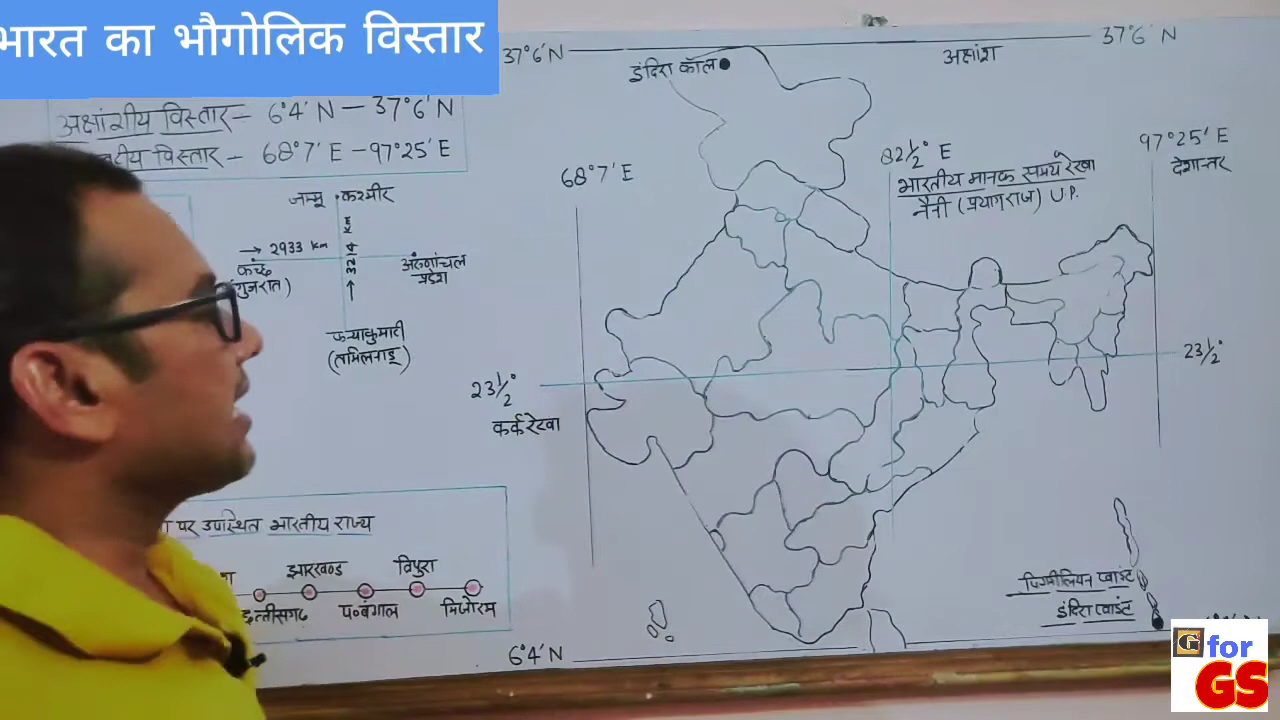 भारत का भौगोलिक विस्तार
अक्षांशीय विस्तार – 6°4' N – 37°6' N
विस्तार – 68°7' E – 97°25' E
जम्मू कश्मीर
→ 2933 km
3214
कच्छ
अरुणांचल
प्रदेश
कन्याकुमारी
(तमिलनाडू)
पर उपस्थित भारतीय राज्य
झारखण्ड
त्रिपुरा
छत्तीसगढ़
प०बंगाल
मिजोरम
37°6' N
37°6' N
इंदिरा कॉल
अक्षांश
68°7' E
82½° E
भारतीय मानक समय रेखा
नैनी (प्रयागराज) U.P.
97°25' E
देशान्तर
23½°
23½°
कर्क रेखा
पिग्मेलियन प्वाइंट
इंदिरा प्वाइंट
6°4' N
G for
GS